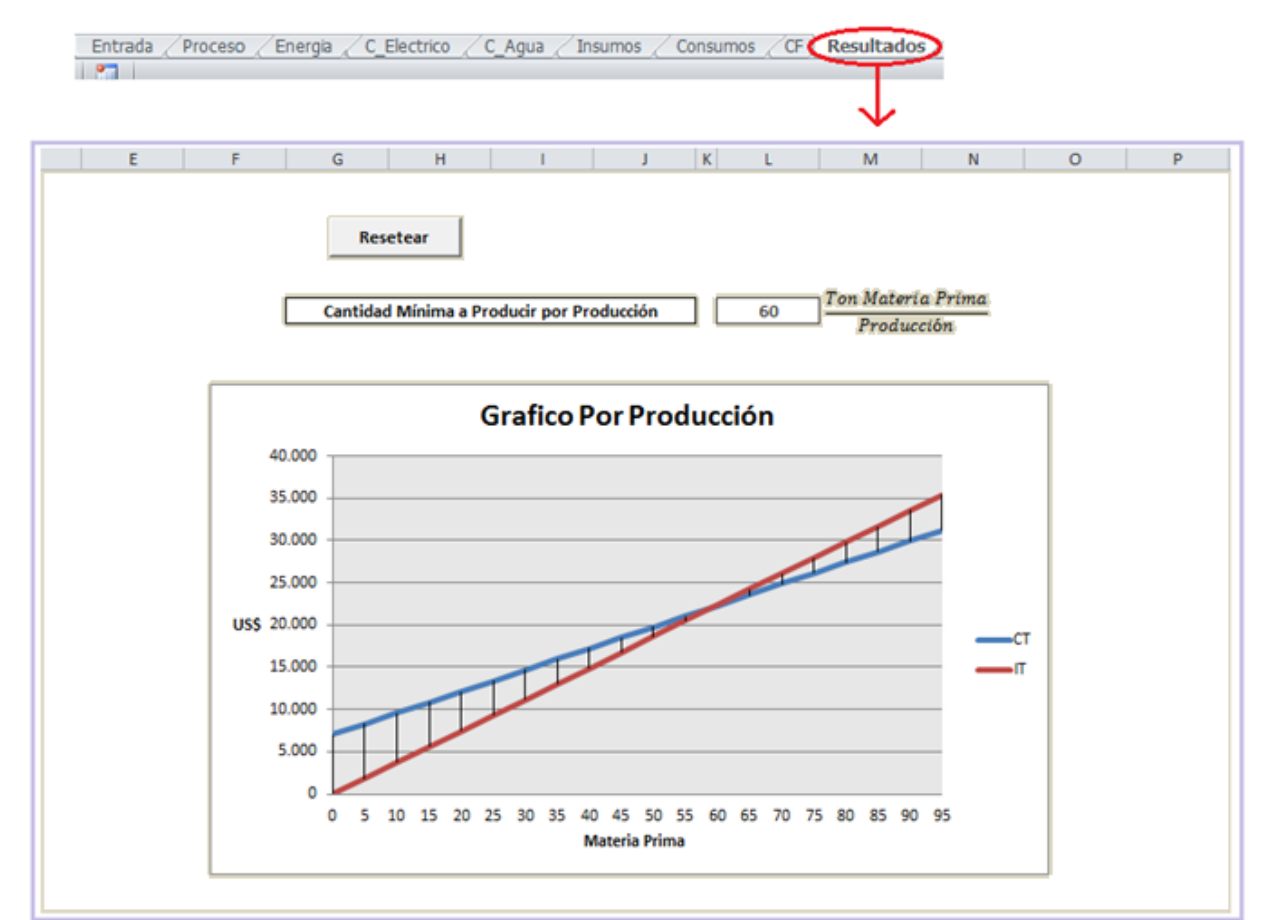 Entrada Proceso Energia C_Electrico C_Agua Insumos Consumos CF Resultados
E F G H I J K L M N O P
Resetear
Cantidad Mínima a Producir por Producción 60 Ton Materia Prima
Producción
Grafico Por Producción
40.000
35.000
30.000
25.000
US$ 20.000
15.000
10.000
5.000
0
CT
IT
0 5 10 15 20 25 30 35 40 45 50 55 60 65 70 75 80 85 90 95
Materia Prima